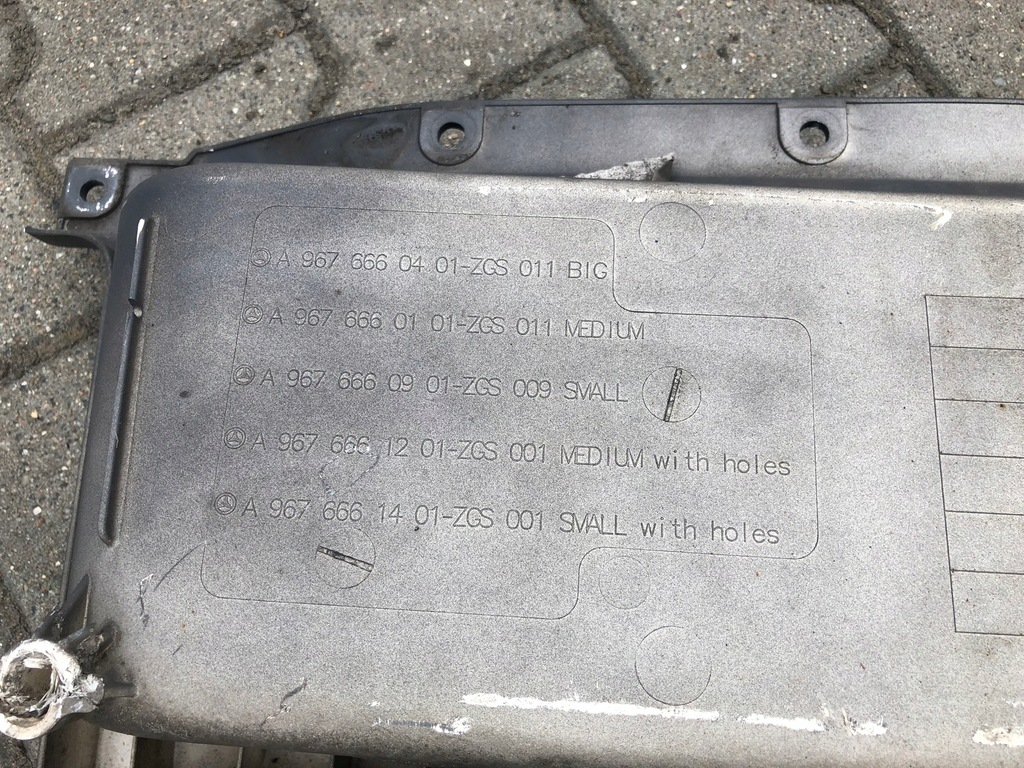 A 967 666 04 01-ZGS 011 BIG
A 967 666 01 01-ZGS 011 MEDIUM
A 967 666 09 01-ZGS 009 SMALL
A 967 666 12 01-ZGS 001 MEDIUM with holes
A 967 666 14 01-ZGS 001 SMALL with holes